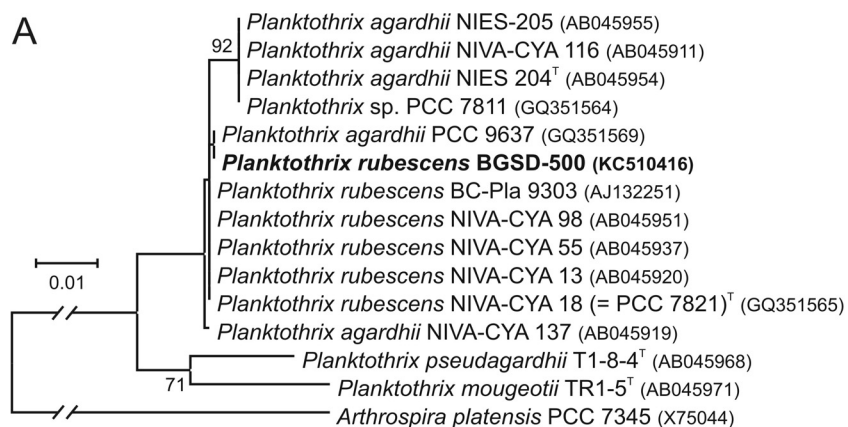 A
Planktothrix agardhii NIES-205 (AB045955)
92
Planktothrix agardhii NIVA-CYA 116 (AB045911)
Planktothrix agardhii NIES 204ᵀ (AB045954)
Planktothrix sp. PCC 7811 (GQ351564)
Planktothrix agardhii PCC 9637 (GQ351569)
Planktothrix rubescens BGSD-500 (KC510416)
Planktothrix rubescens BC-Pla 9303 (AJ132251)
Planktothrix rubescens NIVA-CYA 98 (AB045951)
Planktothrix rubescens NIVA-CYA 55 (AB045937)
Planktothrix rubescens NIVA-CYA 13 (AB045920)
0.01
Planktothrix rubescens NIVA-CYA 18 (= PCC 7821)ᵀ (GQ351565)
Planktothrix agardhii NIVA-CYA 137 (AB045919)
Planktothrix pseudagardhii T1-8-4ᵀ (AB045968)
71
Planktothrix mougeotii TR1-5ᵀ (AB045971)
Arthrospira platensis PCC 7345 (X75044)